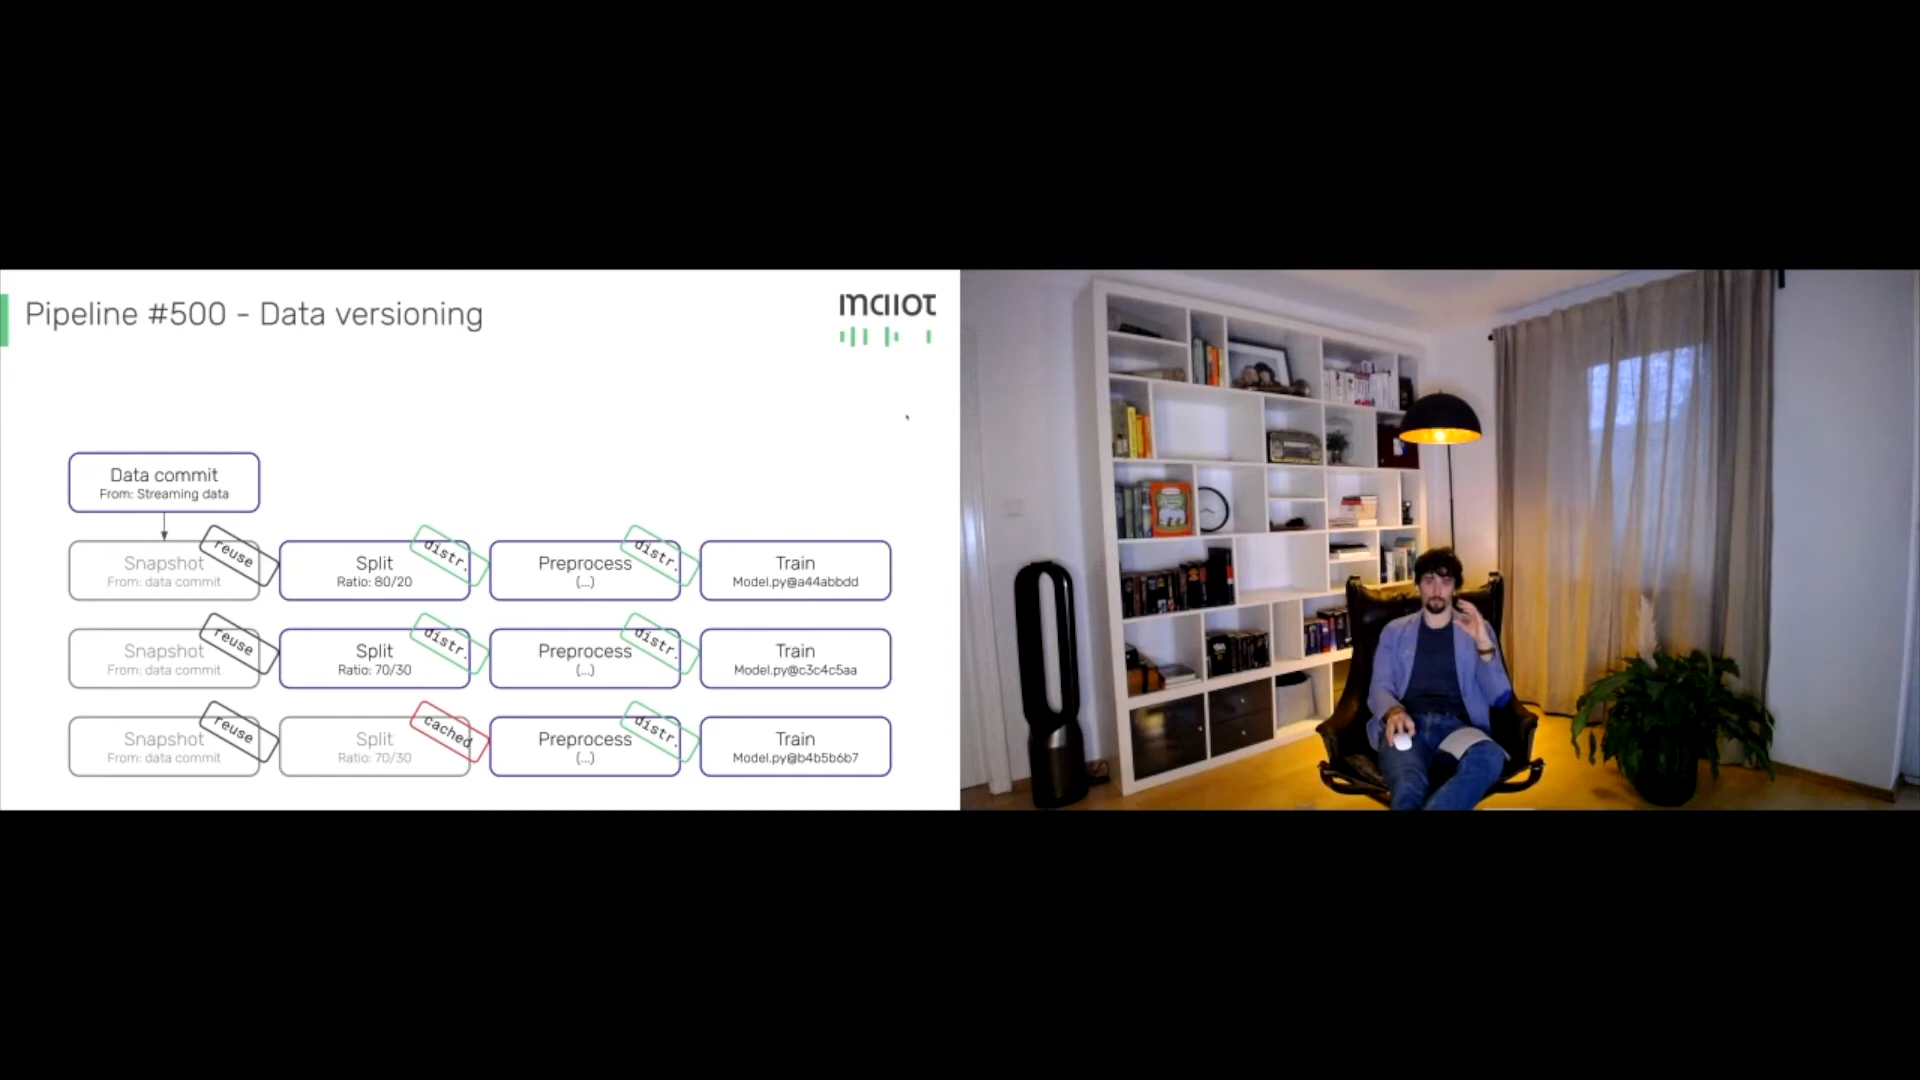 Pipeline #500 - Data versioning
maiot
Data commit
From: Streaming data
Snapshot
From: data commit
reuse
Split
Ratio: 80/20
distr.
Preprocess
(...)
distr.
Train
Model.py@a44abbdd
Snapshot
From: data commit
reuse
Split
Ratio: 70/30
distr.
Preprocess
(...)
distr.
Train
Model.py@c3c4c5aa
Snapshot
From: data commit
reuse
Split
Ratio: 70/30
cached
Preprocess
(...)
distr.
Train
Model.py@b4b5b6b7